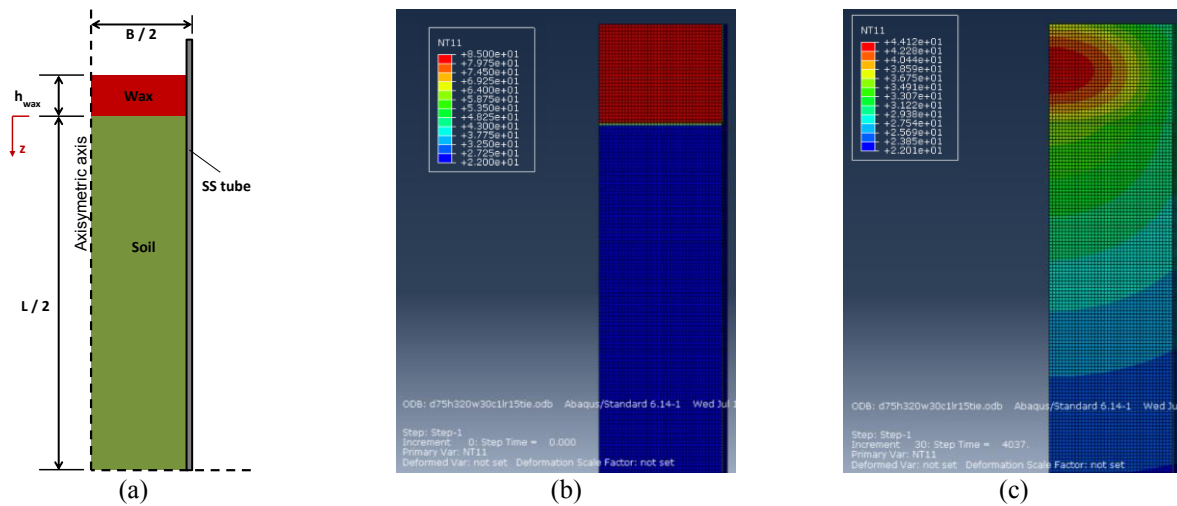 B / 2
h wax
Wax
z
Axisymetric axis
SS tube
Soil
L / 2
(a)
NT11
+8.500e+01
+7.975e+01
+7.450e+01
+6.925e+01
+6.400e+01
+5.875e+01
+5.350e+01
+4.825e+01
+4.300e+01
+3.775e+01
+3.250e+01
+2.725e+01
+2.200e+01
ODB: d75h320w30c1lr15tie.odb Abaqus/Standard 6.14-1 Wed Jul 1
Step: Step-1
Increment 0: Step Time = 0.000
Primary Var: NT11
Deformed Var: not set Deformation Scale Factor: not set
(b)
NT11
+4.412e+01
+4.228e+01
+4.044e+01
+3.859e+01
+3.675e+01
+3.491e+01
+3.307e+01
+3.122e+01
+2.938e+01
+2.754e+01
+2.569e+01
+2.385e+01
+2.201e+01
ODB: d75h320w30c1lr15tie.odb Abaqus/Standard 6.14-1 Wed Ju
Step: Step-1
Increment 30: Step Time = 4037.
Primary Var: NT11
Deformed Var: not set Deformation Scale Factor: not set
(c)